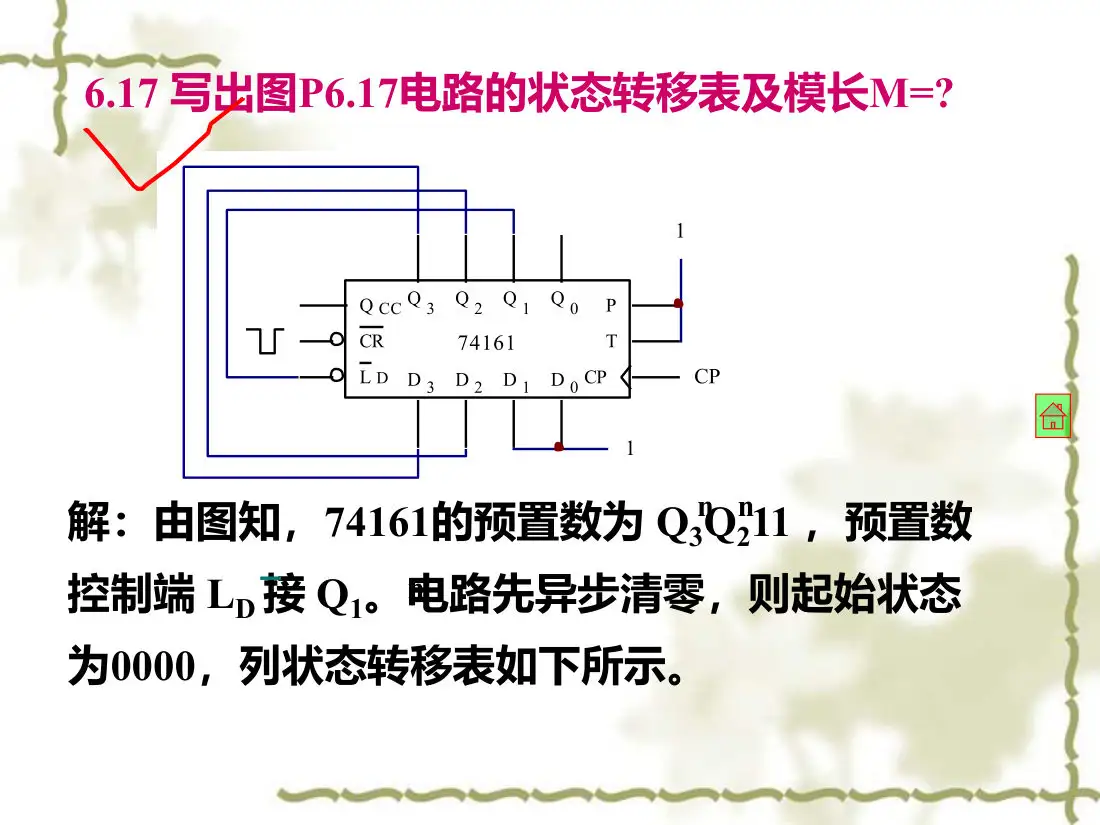 6.17 写出图P6.17电路的状态转移表及模长M=?
1
Q CC Q 3 Q 2 Q 1 Q 0 P
CR 74161 T
L D D 3 D 2 D 1 D 0 CP CP
1
解：由图知，74161的预置数为 Q3nQ2n11 ，预置数
控制端 LD 接 Q1。电路先异步清零，则起始状态
为0000，列状态转移表如下所示。